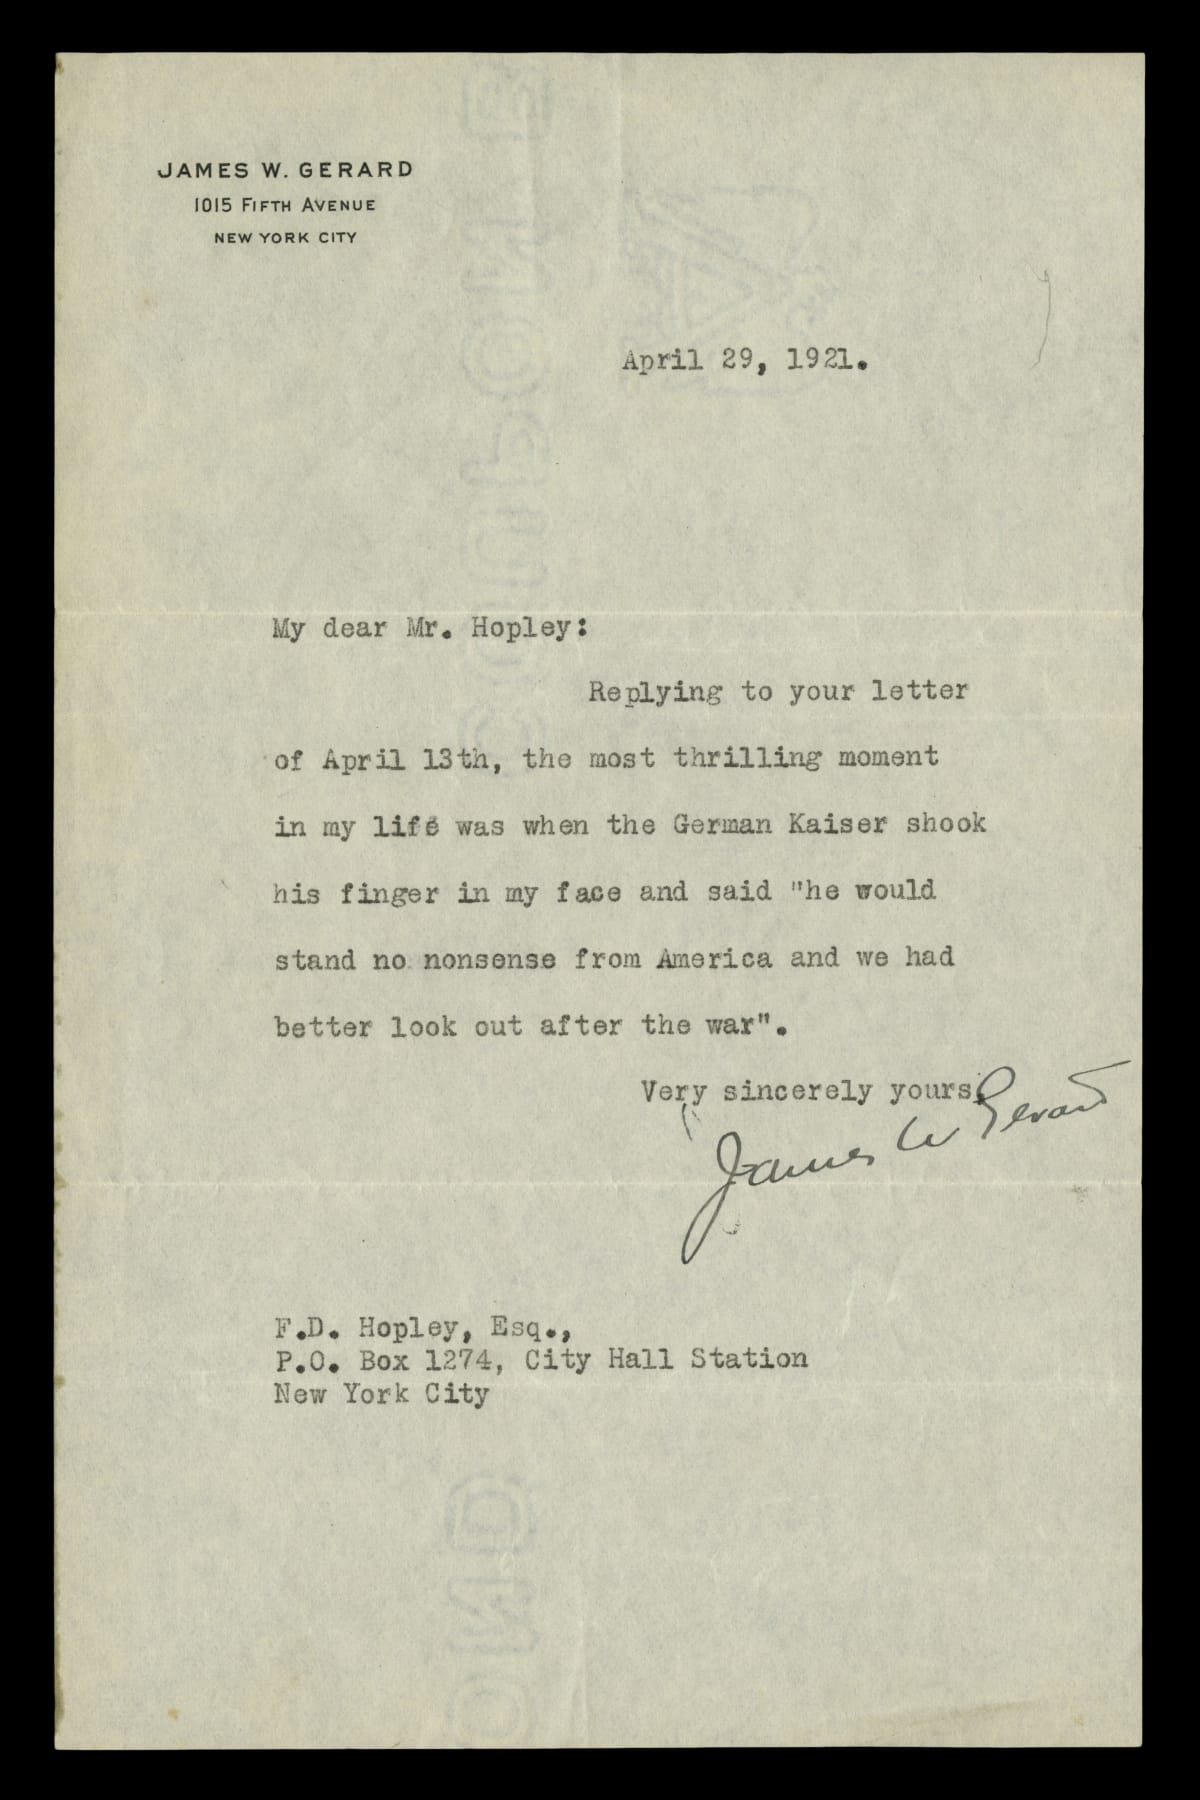 JAMES W. GERARD
1015 FIFTH AVENUE
NEW YORK CITY
April 29, 1921.
My dear Mr. Hopley:
Replying to your letter
of April 13th, the most thrilling moment
in my life was when the German Kaiser shook
his finger in my face and said "he would
stand no nonsense from America and we had
better look out after the war".
Very sincerely yours,
James W Gerard
F.D. Hopley, Esq.,
P.O. Box 1274, City Hall Station
New York City